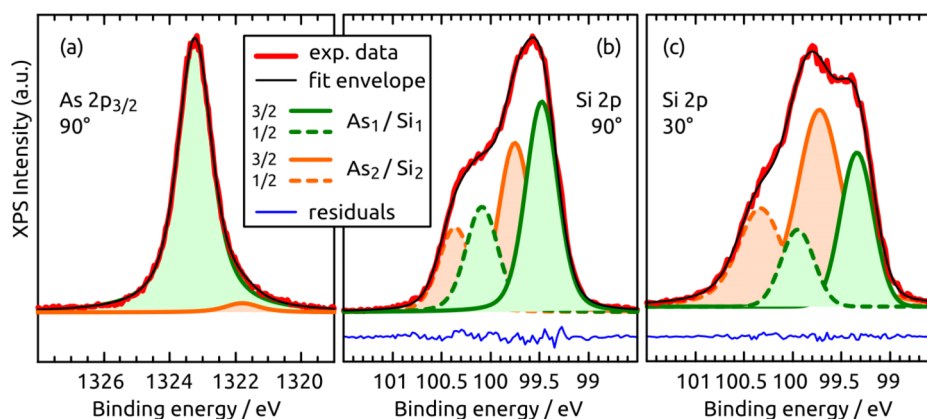 XPS Intensity (a.u.)
(a)
As 2p3/2
90°
exp. data
fit envelope
3/2
1/2
As1 / Si1
3/2
1/2
As2 / Si2
residuals
(b)
Si 2p
90°
(c)
Si 2p
30°
1326 1324 1322 1320
101 100.5 100 99.5 99
101 100.5 100 99.5 99
Binding energy / eV
Binding energy / eV
Binding energy / eV